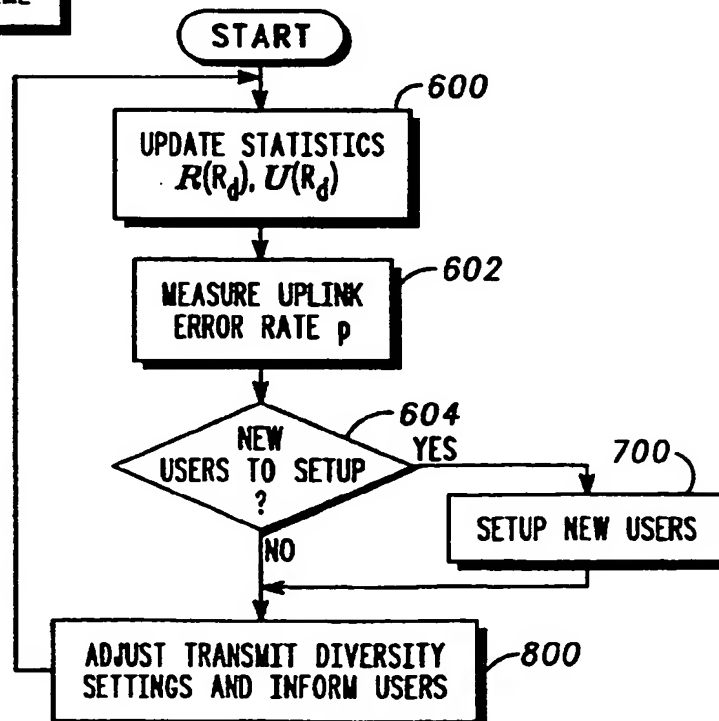 START
600
UPDATE STATISTICS
R(Rd), U(Rd)
602
MEASURE UPLINK
ERROR RATE p
604
NEW
USERS TO SETUP
?
YES
700
SETUP NEW USERS
NO
ADJUST TRANSMIT DIVERSITY
SETTINGS AND INFORM USERS
800